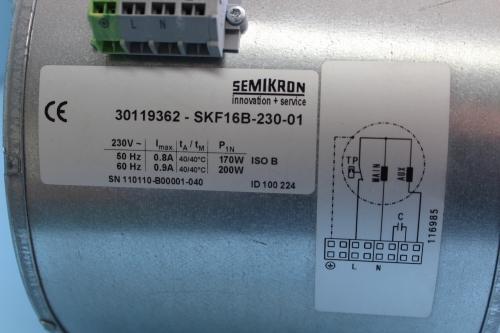 L N
SEMIKRON
innovation + service
CE
30119362 - SKF16B-230-01
230V ~ Imax tA / tM P1N
50 Hz 0.8A 40/40°C 170W ISO B
60 Hz 0.9A 40/40°C 200W
SN 110110-B00001-040 ID 100 224
TP MAIN AUX
C
L N
116985